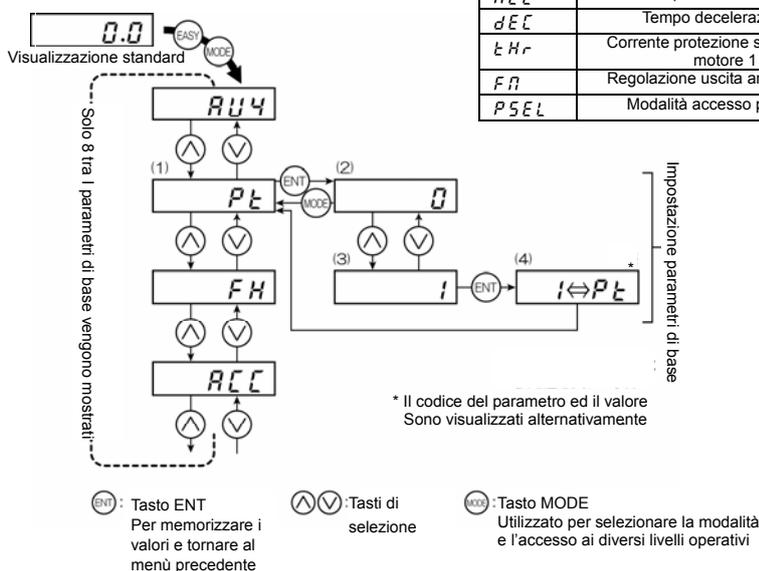 0.0
EASY
MODE
Visualizzazione standard
dEC
Tempo deceleraz
tHr
Corrente protezione s
motore 1
FM
Regolazione uscita a
PSEL
Modalità accesso p
AU4
Solo 8 tra I parametri di base vengono mostrati
(1)
Pt
ENT
MODE
(2)
0
(3)
1
ENT
(4)
*
1⇔Pt
FH
ACC
Impostazione parametri di base
* Il codice del parametro ed il valore
Sono visualizzati alternativamente
ENT : Tasto ENT
Per memorizzare i
valori e tornare al
menù precedente
:Tasti di
selezione
MODE :Tasto MODE
Utilizzato per selezionare la modalità
e l'accesso ai diversi livelli operativi